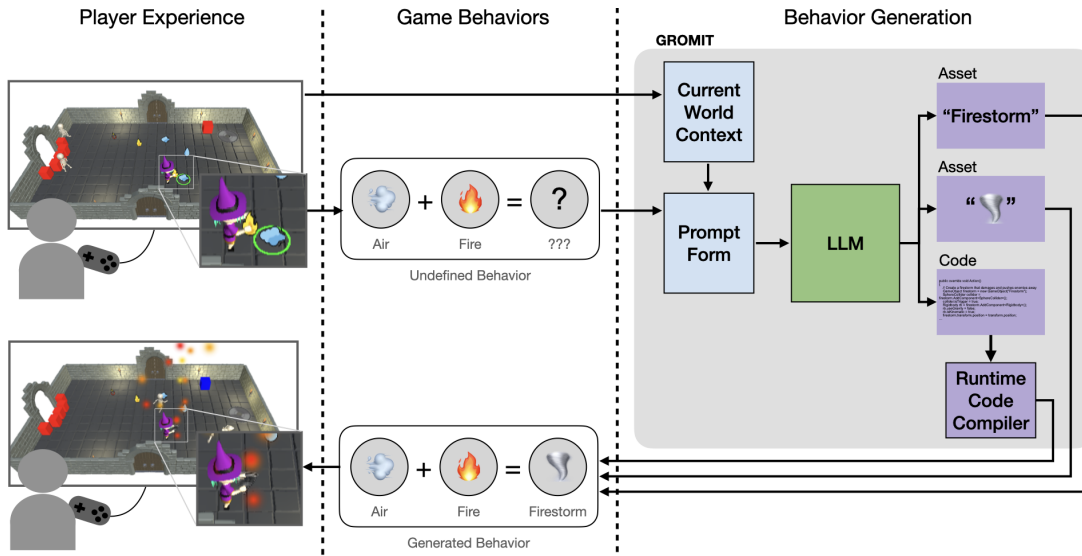 Player Experience
Game Behaviors
Behavior Generation
GROMIT
Current
World
Context
Prompt
Form
LLM
Asset
“Firestorm”
Asset
“ ”
Code
Runtime
Code
Compiler
+ = ?
Air Fire ???
Undefined Behavior
+ =
Air Fire Firestorm
Generated Behavior